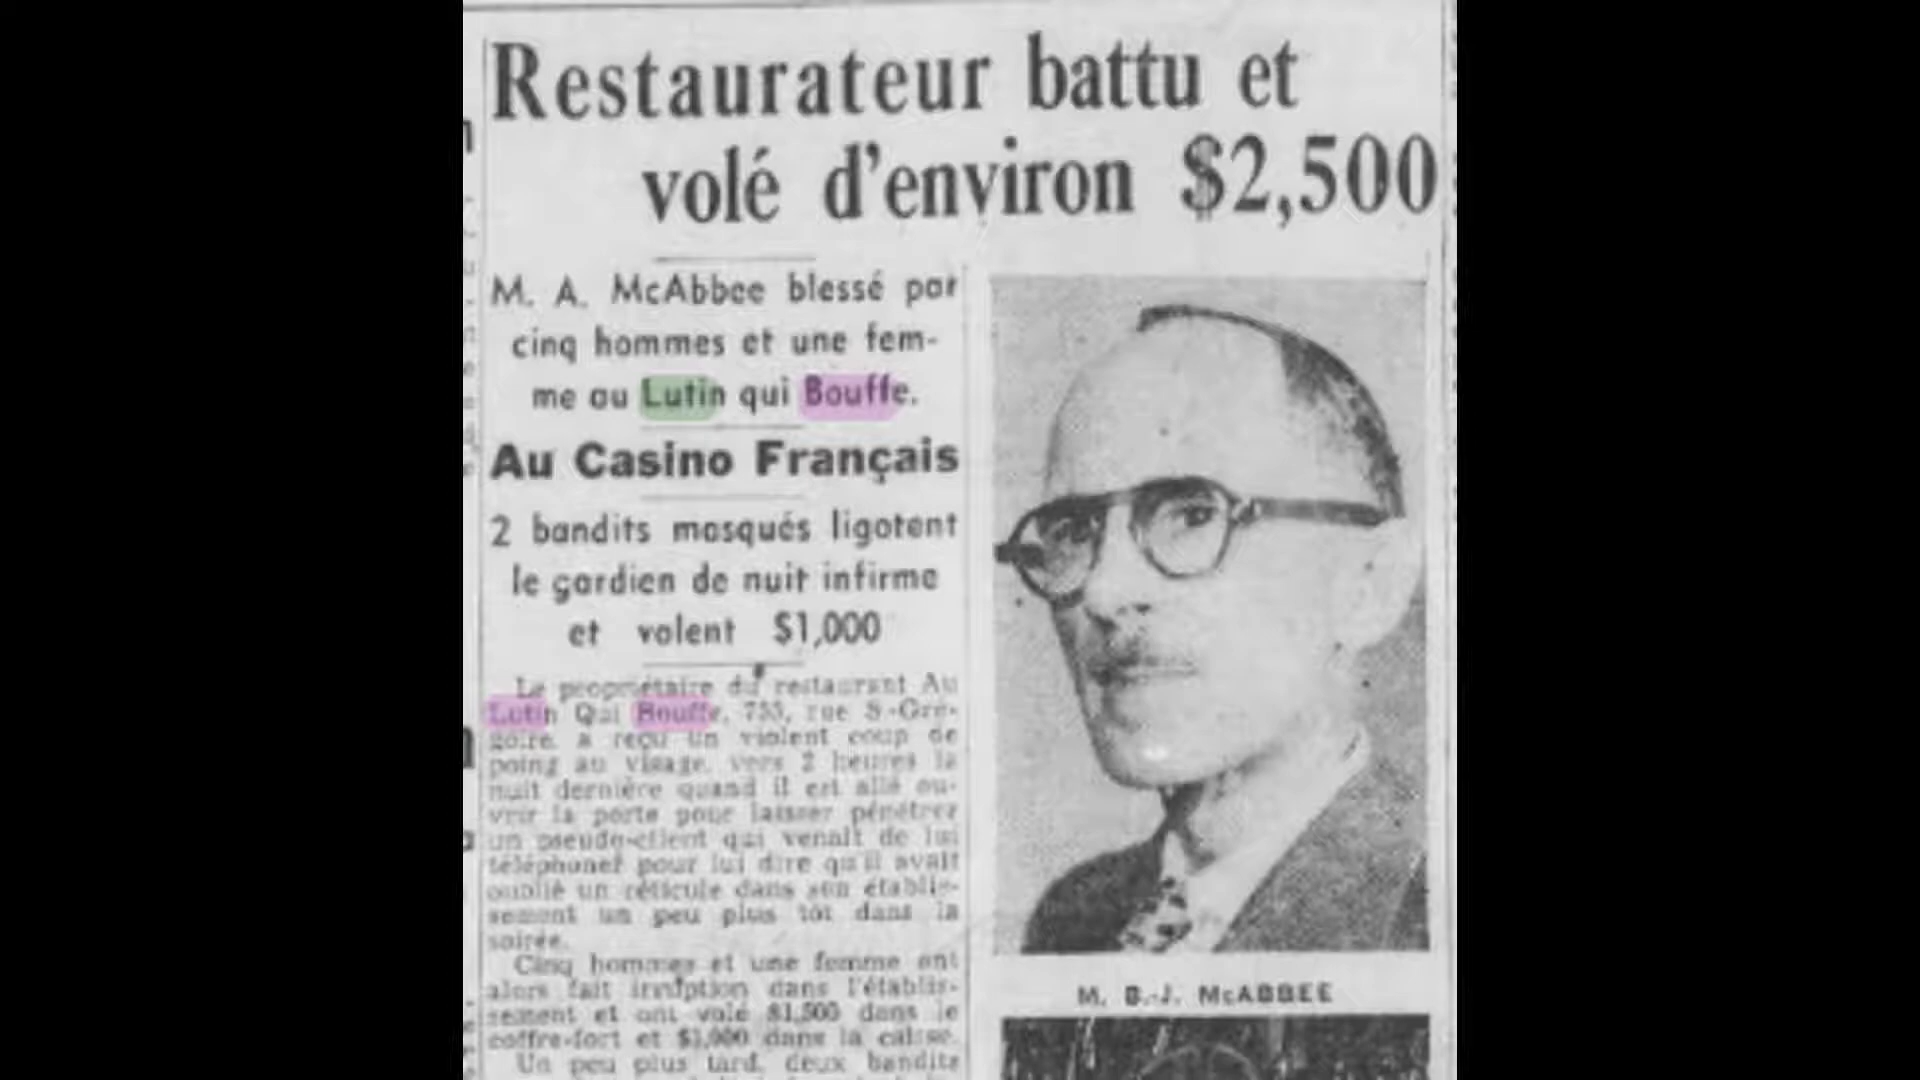 Restaurateur battu et
volé d'environ $2,500
M. A. McAbbee blessé par
cinq hommes et une fem-
me au Lutin qui Bouffe.
Au Casino Français
2 bandits masqués ligotent
le gardien de nuit infirme
et volent $1,000
Le propriétaire du restaurant Au
Lutin Qui Bouffe, 753, rue S-Gré-
goire, a reçu un violent coup de
poing au visage, vers 2 heures la
nuit dernière quand il est allé ou-
vrir la porte pour laisser pénétrer
un pseudo-client qui venait de lui
téléphoner pour lui dire qu'il avait
oublié un réticule dans son établis-
sement un peu plus tôt dans la
soirée.
Cinq hommes et une femme ont
alors fait irruption dans l'établis-
sement et ont volé $1,500 dans le
coffre-fort et $1,000 dans la caisse.
Un peu plus tard, deux bandits
M. B.-J. McABBEE